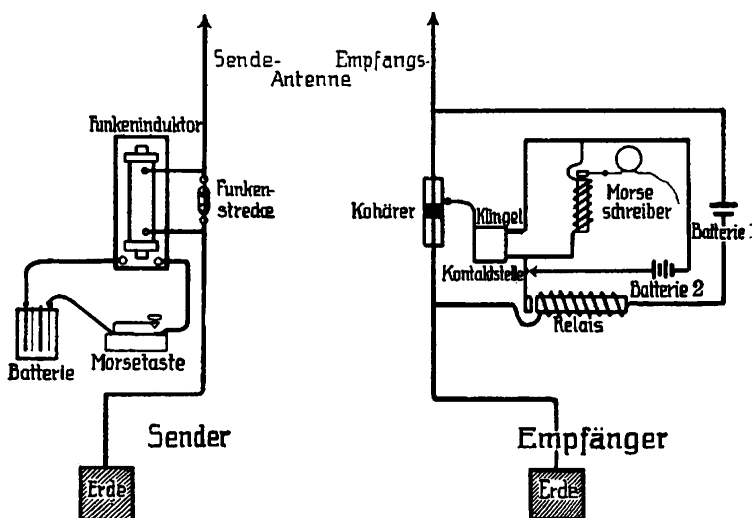 Sende-
Antenne
Funkeninduktor
Funken-
strecke
Batterie
Morsetaste
Sender
Erde
Empfangs-
Kohärer
Klingel
Morse
schreiber
Batterie 1
Kontaktstelle
Batterie 2
Relais
Empfänger
Erde